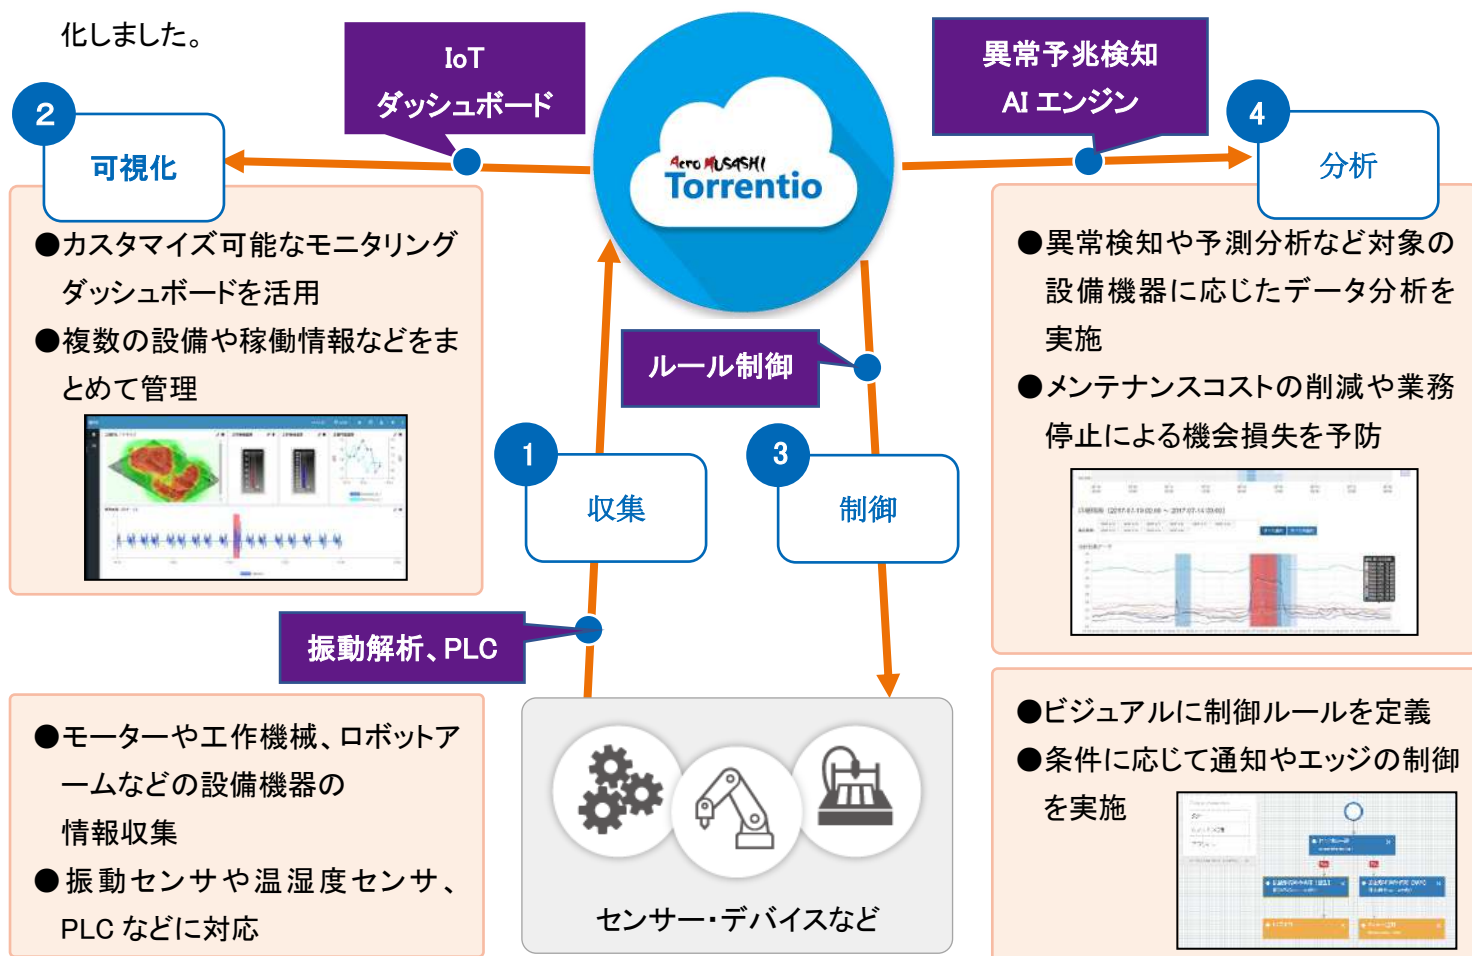 化しました。
IoT
ダッシュボード
異常予兆検知
AI エンジン
2
可視化
Aero MUSASHI
Torrentio
4
分析
●カスタマイズ可能なモニタリング
ダッシュボードを活用
●複数の設備や稼働情報などをま
とめて管理
●異常検知や予測分析など対象の
設備機器に応じたデータ分析を
実施
●メンテナンスコストの削減や業務
停止による機会損失を予防
ルール制御
1
収集
3
制御
振動解析、PLC
●モーターや工作機械、ロボットア
ームなどの設備機器の
情報収集
●振動センサや温湿度センサ、
PLC などに対応
センサー・デバイスなど
●ビジュアルに制御ルールを定義
●条件に応じて通知やエッジの制御
を実施